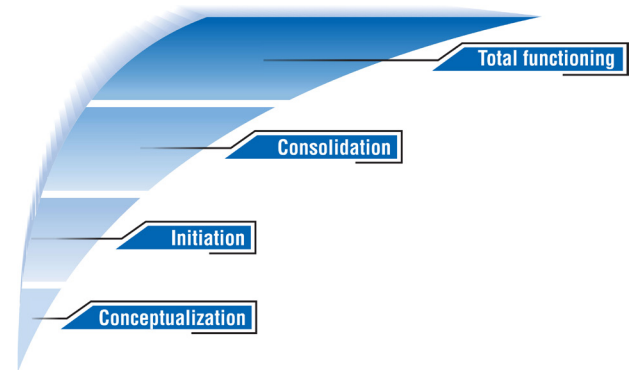 Total functioning
Consolidation
Initiation
Conceptualization